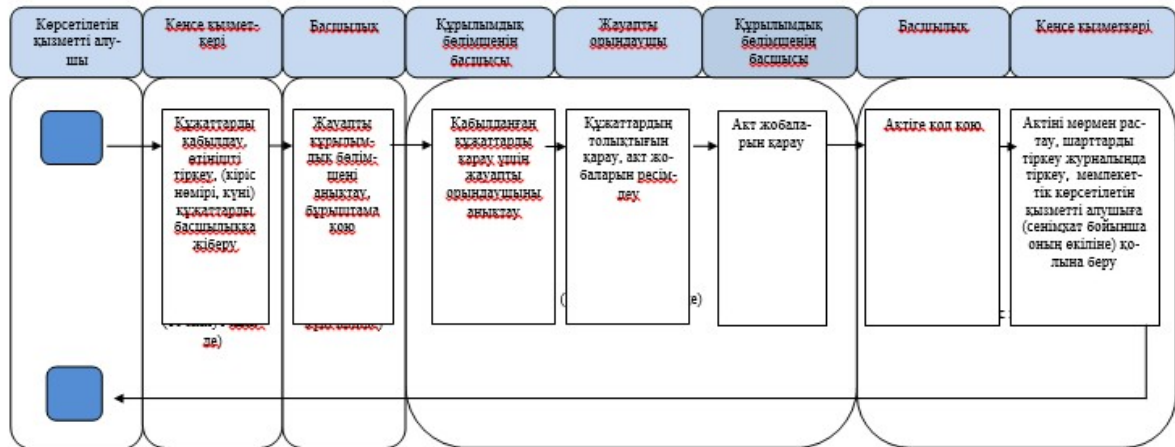 Көрсетілетін
қызметті алу-
шы
Кеңсе қызмет-
кері
Басшылық
Құрылымдық
бөлімшенің
басшысы
Жауапты
орындаушы
Құрылымдық
бөлімшенің
басшысы
Басшылық
Кеңсе қызметкері
Құжаттарды
қабылдау,
өтінішті
тіркеу, (кіріс
нөмірі, күні)
құжаттарды
басшылыққа
жіберу
Жауапты
құрылым-
дық бөлім-
шені
анықтау,
бұрыштама
қою
Қабылданған
құжаттарды
қарау үшін
жауапты
орындаушыны
анықтау
Құжаттардың
толықтығын
қарау, акт жо-
баларын ресім-
деу
Акт жобала-
рын қарау
Актіге қол қою
Актіні мөрмен рас-
тау, шарттарды
тіркеу журналында
тіркеу, мемлекет-
тік көрсетілетін
қызметті алушыға
(сенімхат бойынша
оның өкіліне) қо-
лына беру
де)